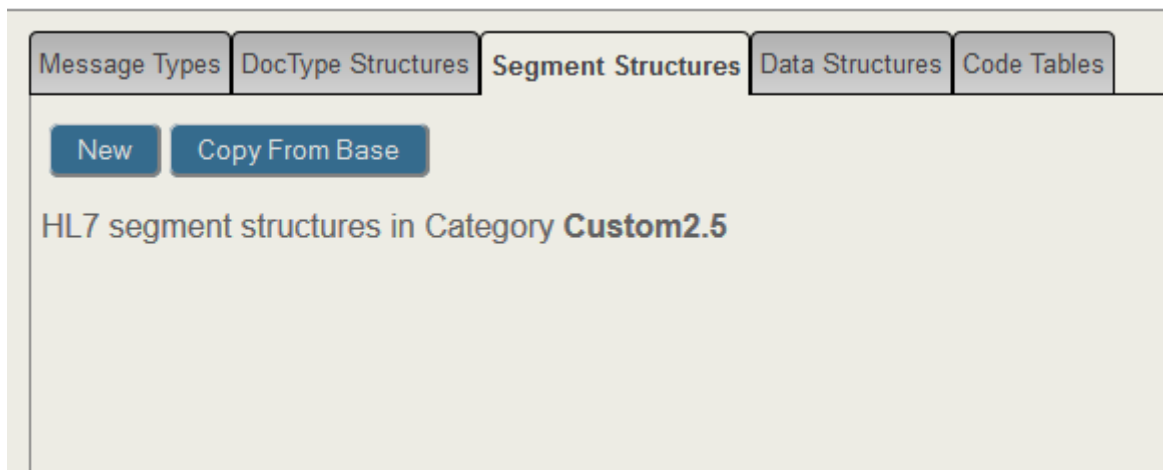 Message Types DocType Structures Segment Structures Data Structures Code Tables
New Copy From Base
HL7 segment structures in Category Custom2.5